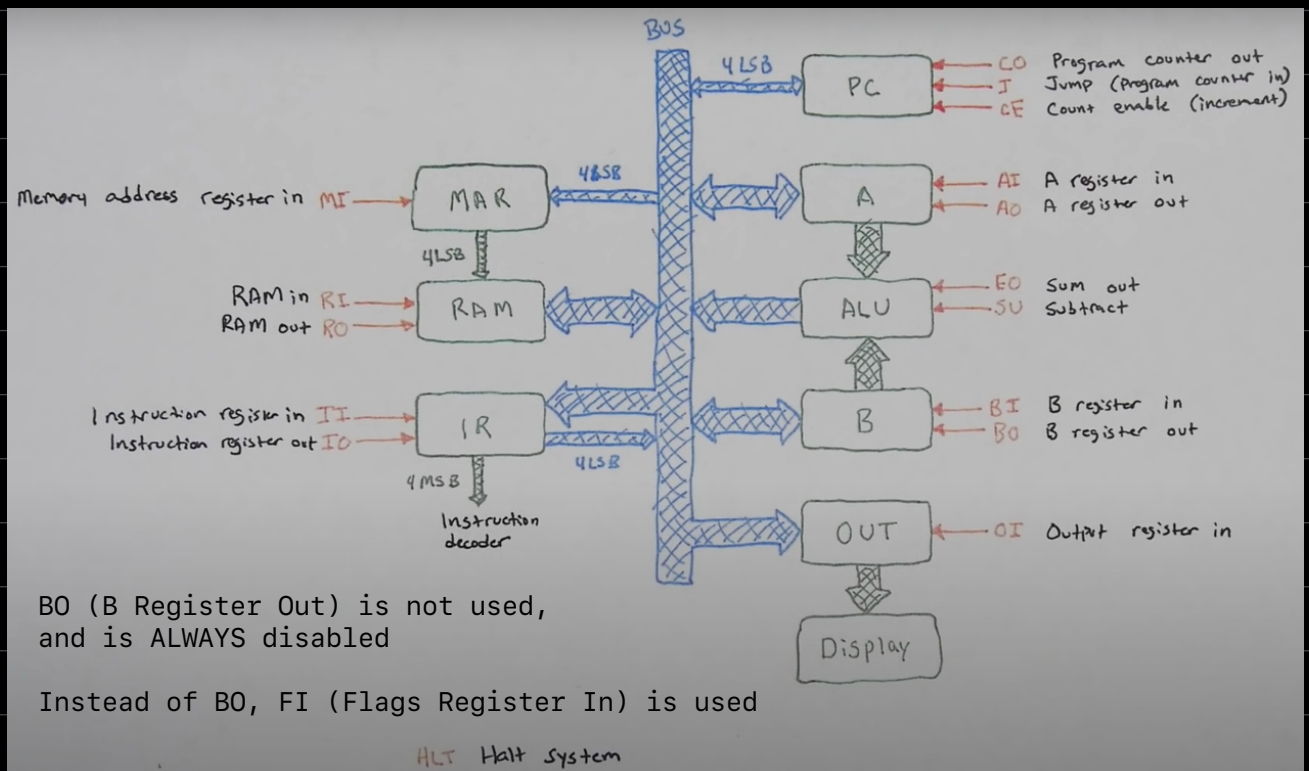 BUS
4LSB
PC
CO Program counter out
J Jump (Program counter in)
CE Count enable (increment)
Memory address register in MI
MAR
4LSB
A
AI A register in
AO A register out
4LSB
RAM in RI
RAM out RO
RAM
ALU
EO Sum out
SU Subtract
Instruction register in II
Instruction register out IO
IR
4LSB
B
BI B register in
BO B register out
4MSB
Instruction
decoder
OUT
OI Output register in
Display
BO (B Register Out) is not used,
and is ALWAYS disabled
Instead of BO, FI (Flags Register In) is used
HLT Halt system